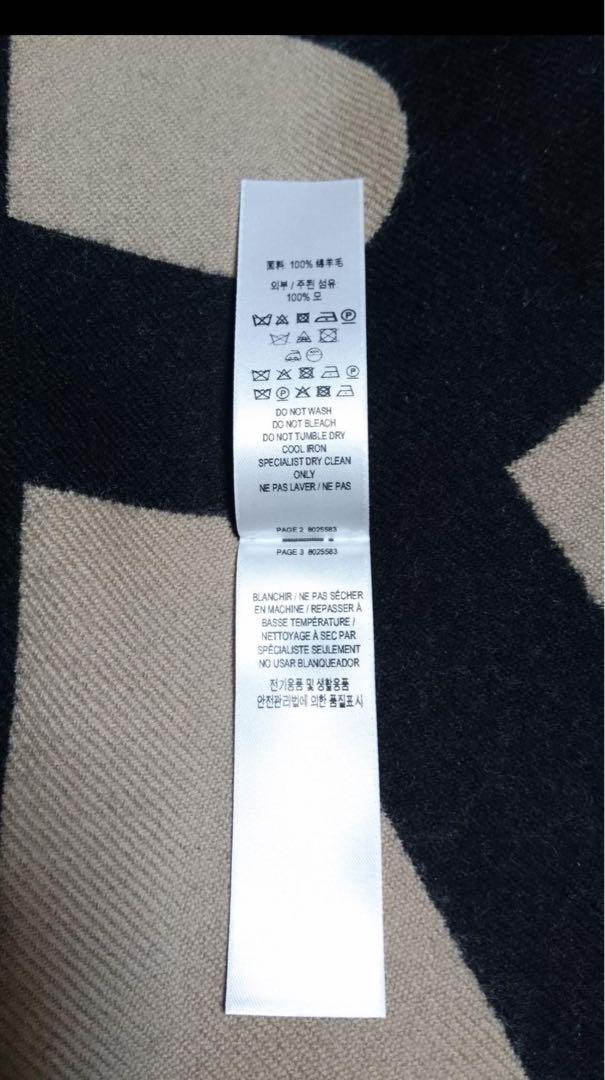 面料: 100% 绵羊毛
외부 / 주된 섬유:
100% 모
DO NOT WASH
DO NOT BLEACH
DO NOT TUMBLE DRY
COOL IRON
SPECIALIST DRY CLEAN
ONLY
NE PAS LAVER / NE PAS
PAGE 2 8025583
PAGE 3 8025583
BLANCHIR / NE PAS SÉCHER
EN MACHINE / REPASSER À
BASSE TEMPÉRATURE /
NETTOYAGE À SEC PAR
SPÉCIALISTE SEULEMENT
NO USAR BLANQUEADOR
전기용품 및 생활용품
안전관리법에 의한 품질표시